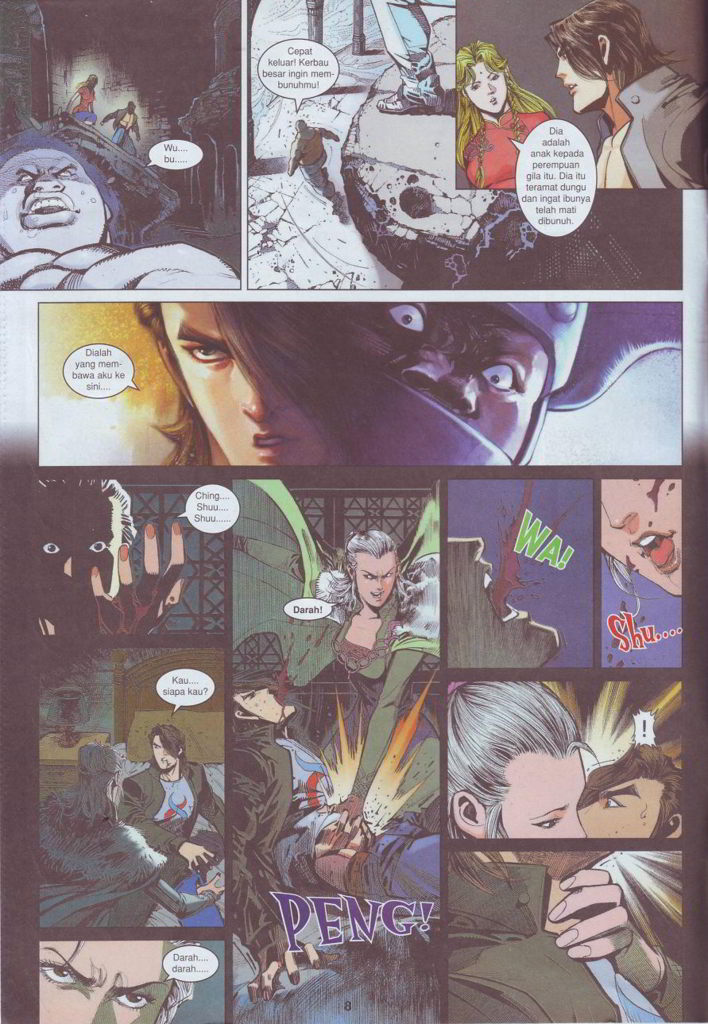 Wu....
bu.....
Cepat
keluar! Kerbau
besar ingin mem-
bunuhmu!
Dia
adalah
anak kepada
perempuan
gila itu. Dia itu
teramat dungu
dan ingat ibunya
telah mati
dibunuh.
Dialah
yang mem-
bawa aku ke
sini....
Ching....
Shuu....
Shuu......
Kau....
siapa kau?
Darah....
darah.....
Darah!
PENG!
WA!
Shu....
!
8